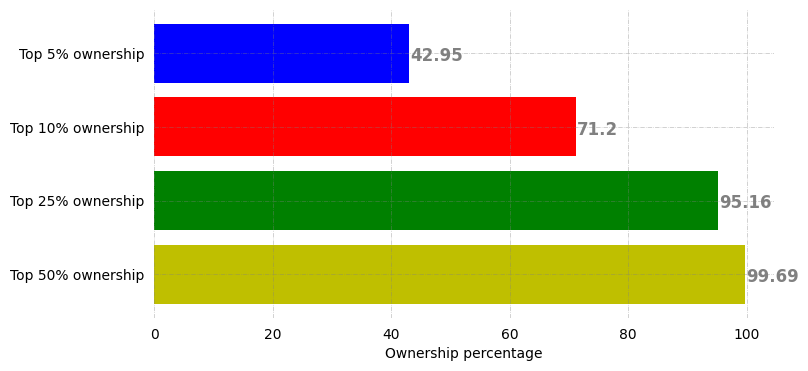 Top 5% ownership 42.95
Top 10% ownership 71.2
Top 25% ownership 95.16
Top 50% ownership 99.69
0 20 40 60 80 100
Ownership percentage